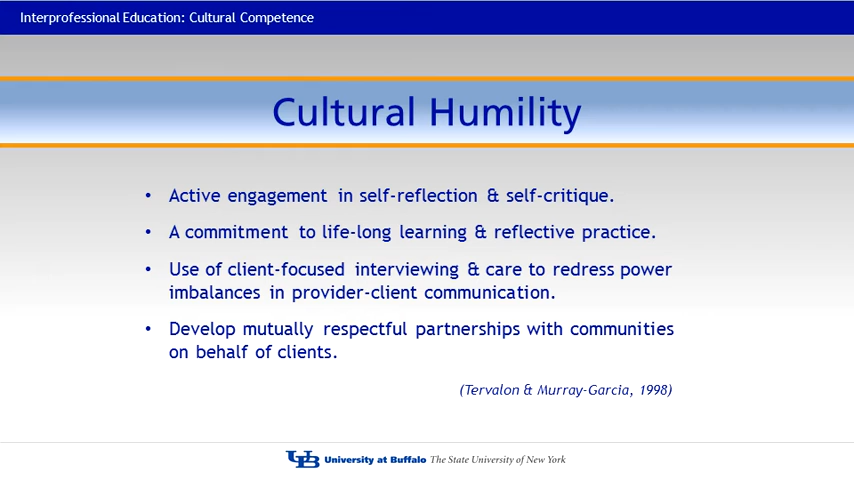 Interprofessional Education: Cultural Competence
Cultural Humility
• Active engagement in self-reflection & self-critique.
• A commitment to life-long learning & reflective practice.
• Use of client-focused interviewing & care to redress power
imbalances in provider-client communication.
• Develop mutually respectful partnerships with communities
on behalf of clients.
(Tervalon & Murray-Garcia, 1998)
UB University at Buffalo The State University of New York